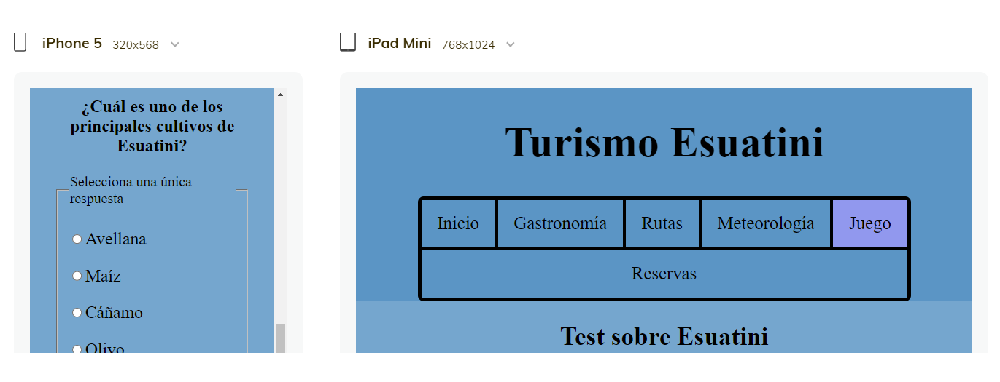 iPhone 5 320x568
¿Cuál es uno de los
principales cultivos de
Esuatini?
Selecciona una única
respuesta
Avellana
Maíz
Cáñamo
Olivo
iPad Mini 768x1024
Turismo Esuatini
Inicio Gastronomía Rutas Meteorología Juego
Reservas
Test sobre Esuatini